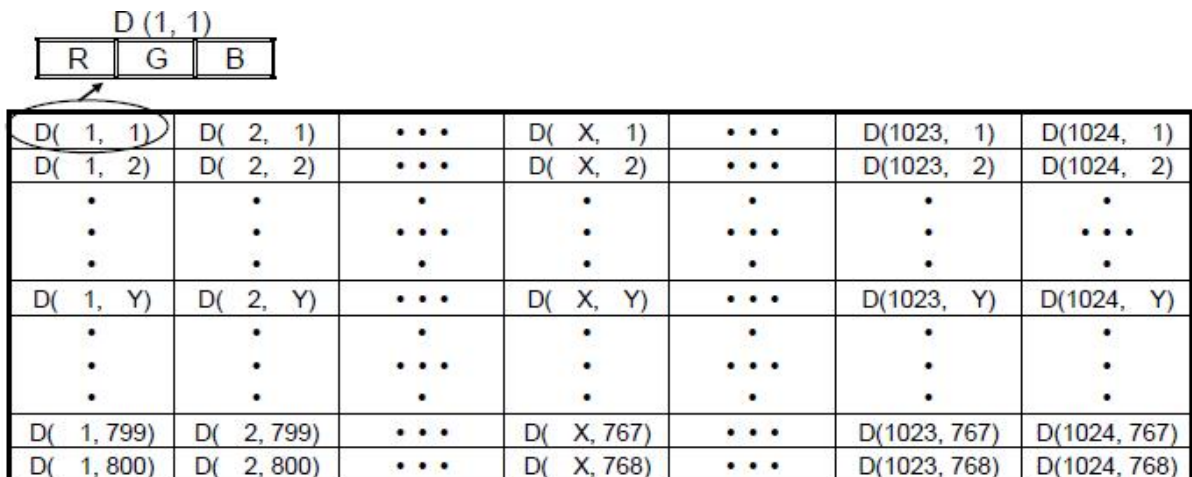 D (1, 1)
R G B
D( 1, 1) D( 2, 1) • • • D( X, 1) • • • D(1023, 1) D(1024, 1)
D( 1, 2) D( 2, 2) • • • D( X, 2) • • • D(1023, 2) D(1024, 2)
• • • • • • •
• • • • • • • • • • • • •
• • • • • • •
D( 1, Y) D( 2, Y) • • • D( X, Y) • • • D(1023, Y) D(1024, Y)
• • • • • • •
• • • • • • • • • • •
• • • • • • •
D( 1, 799) D( 2, 799) • • • D( X, 767) • • • D(1023, 767) D(1024, 767)
D( 1, 800) D( 2, 800) • • • D( X, 768) • • • D(1023, 768) D(1024, 768)